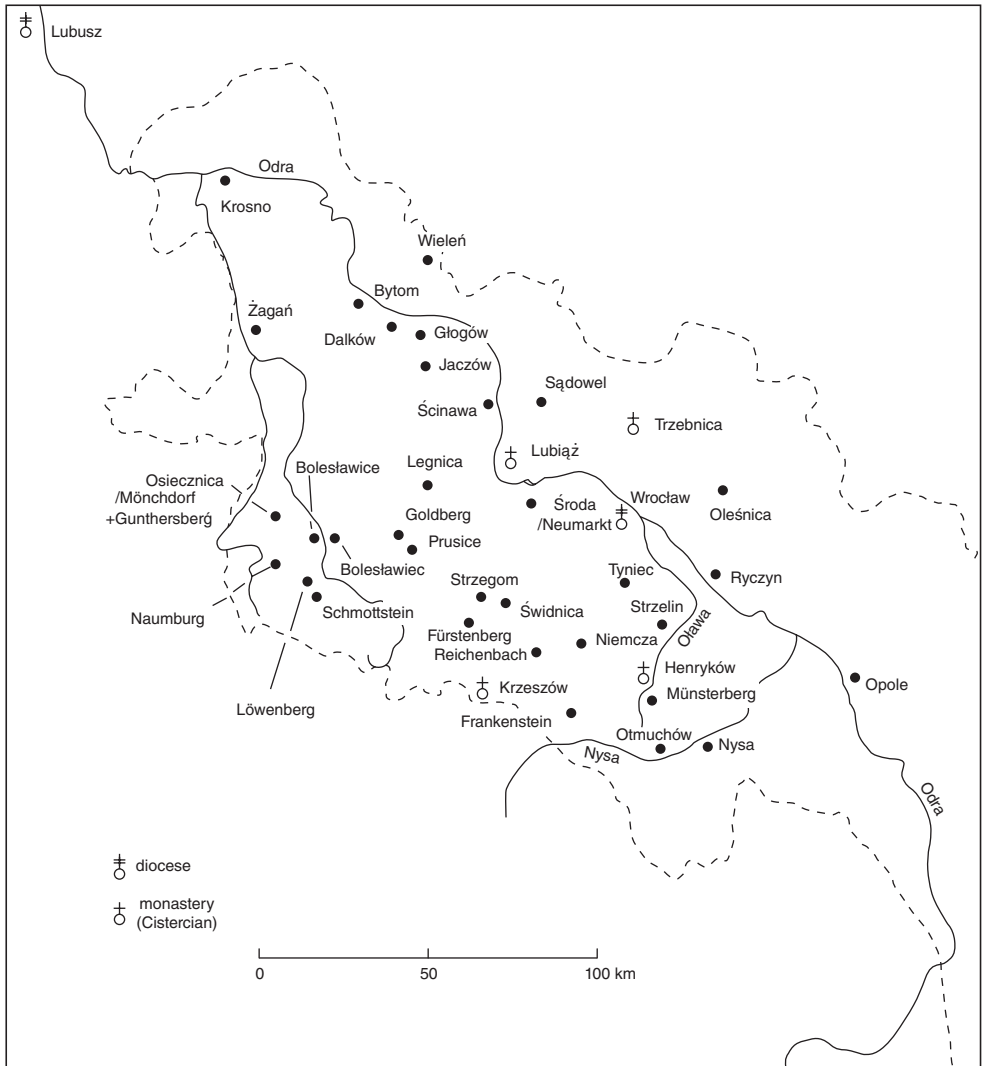 Lubusz
Odra
Krosno
Wieleń
Bytom
Żagań
Dalków
Głogów
Jaczów
Sądowel
Ścinawa
Trzebnica
Lubiąż
Legnica
Bolesławice
Osiecznica
/Mönchdorf
+Gunthersberg
Wrocław
Środa
/Neumarkt
Oleśnica
Goldberg
Prusice
Bolesławiec
Tyniec
Ryczyn
Strzegom
Świdnica
Strzelin
Oława
Schmottstein
Naumburg
Fürstenberg
Reichenbach
Niemcza
Henryków
Krzeszów
Münsterberg
Opole
Löwenberg
Frankenstein
Otmuchów
Nysa
Nysa
Odra
diocese
monastery
(Cistercian)
0 50 100 km